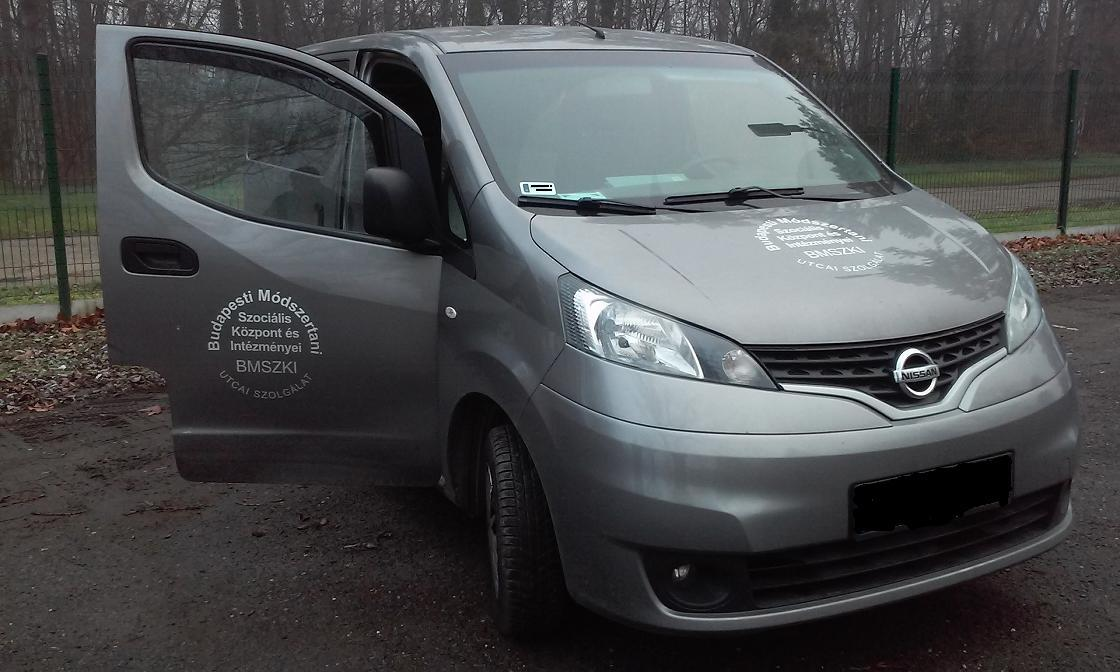 Budapesti Módszertani
Szociális
Központ és
Intézményei
BMSZKI
UTCAI SZOLGÁLAT
Budapesti Módszertani
Szociális
Központ és
Intézményei
BMSZKI
UTCAI SZOLGÁLAT
NISSAN